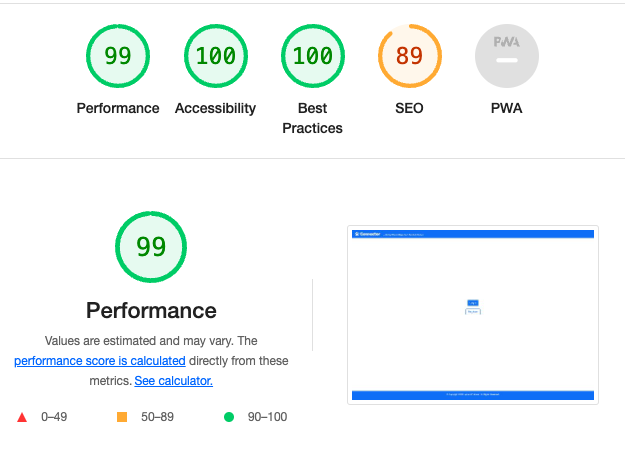 99
100
100
89
PWA
Performance
Accessibility
Best
Practices
SEO
PWA
99
Performance
Values are estimated and may vary. The
performance score is calculated directly from these
metrics. See calculator.
0–49
50–89
90–100